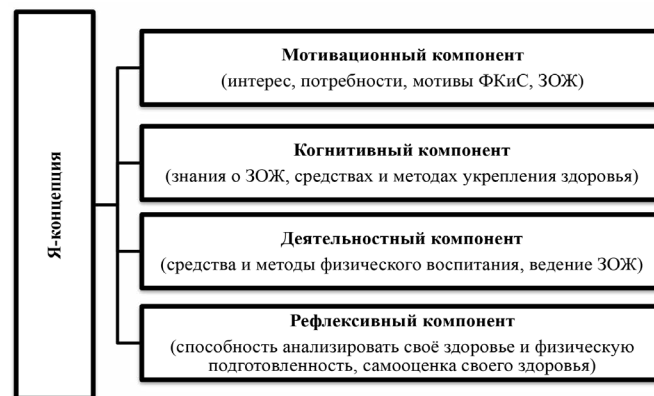 Я-концепция
Мотивационный компонент
(интерес, потребности, мотивы ФКиС, ЗОЖ)
Когнитивный компонент
(знания о ЗОЖ, средствах и методах укрепления здоровья)
Деятельностный компонент
(средства и методы физического воспитания, ведение ЗОЖ)
Рефлексивный компонент
(способность анализировать своё здоровье и физическую
подготовленность, самооценка своего здоровья)